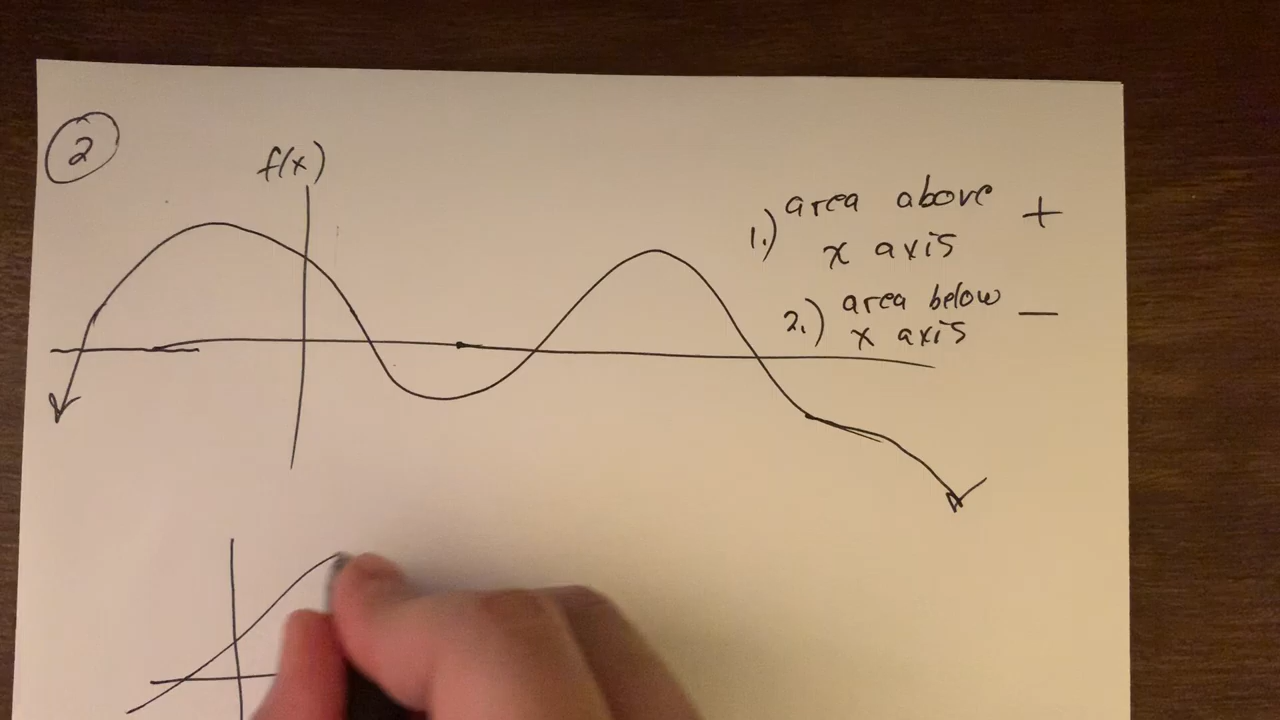 2
f(x)
1.) area above +
x axis
2.) area below −
x axis